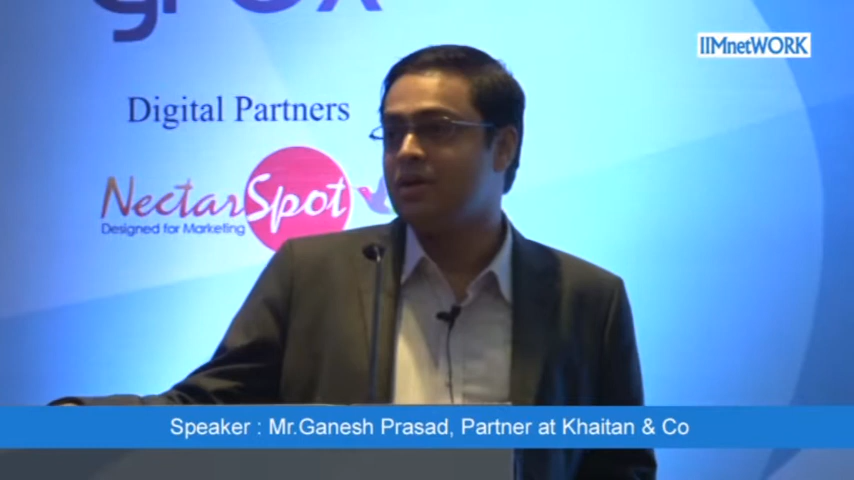 IIMnetWORK
Digital Partners
NectarSpot
Designed for Marketing
Speaker : Mr.Ganesh Prasad, Partner at Khaitan & Co